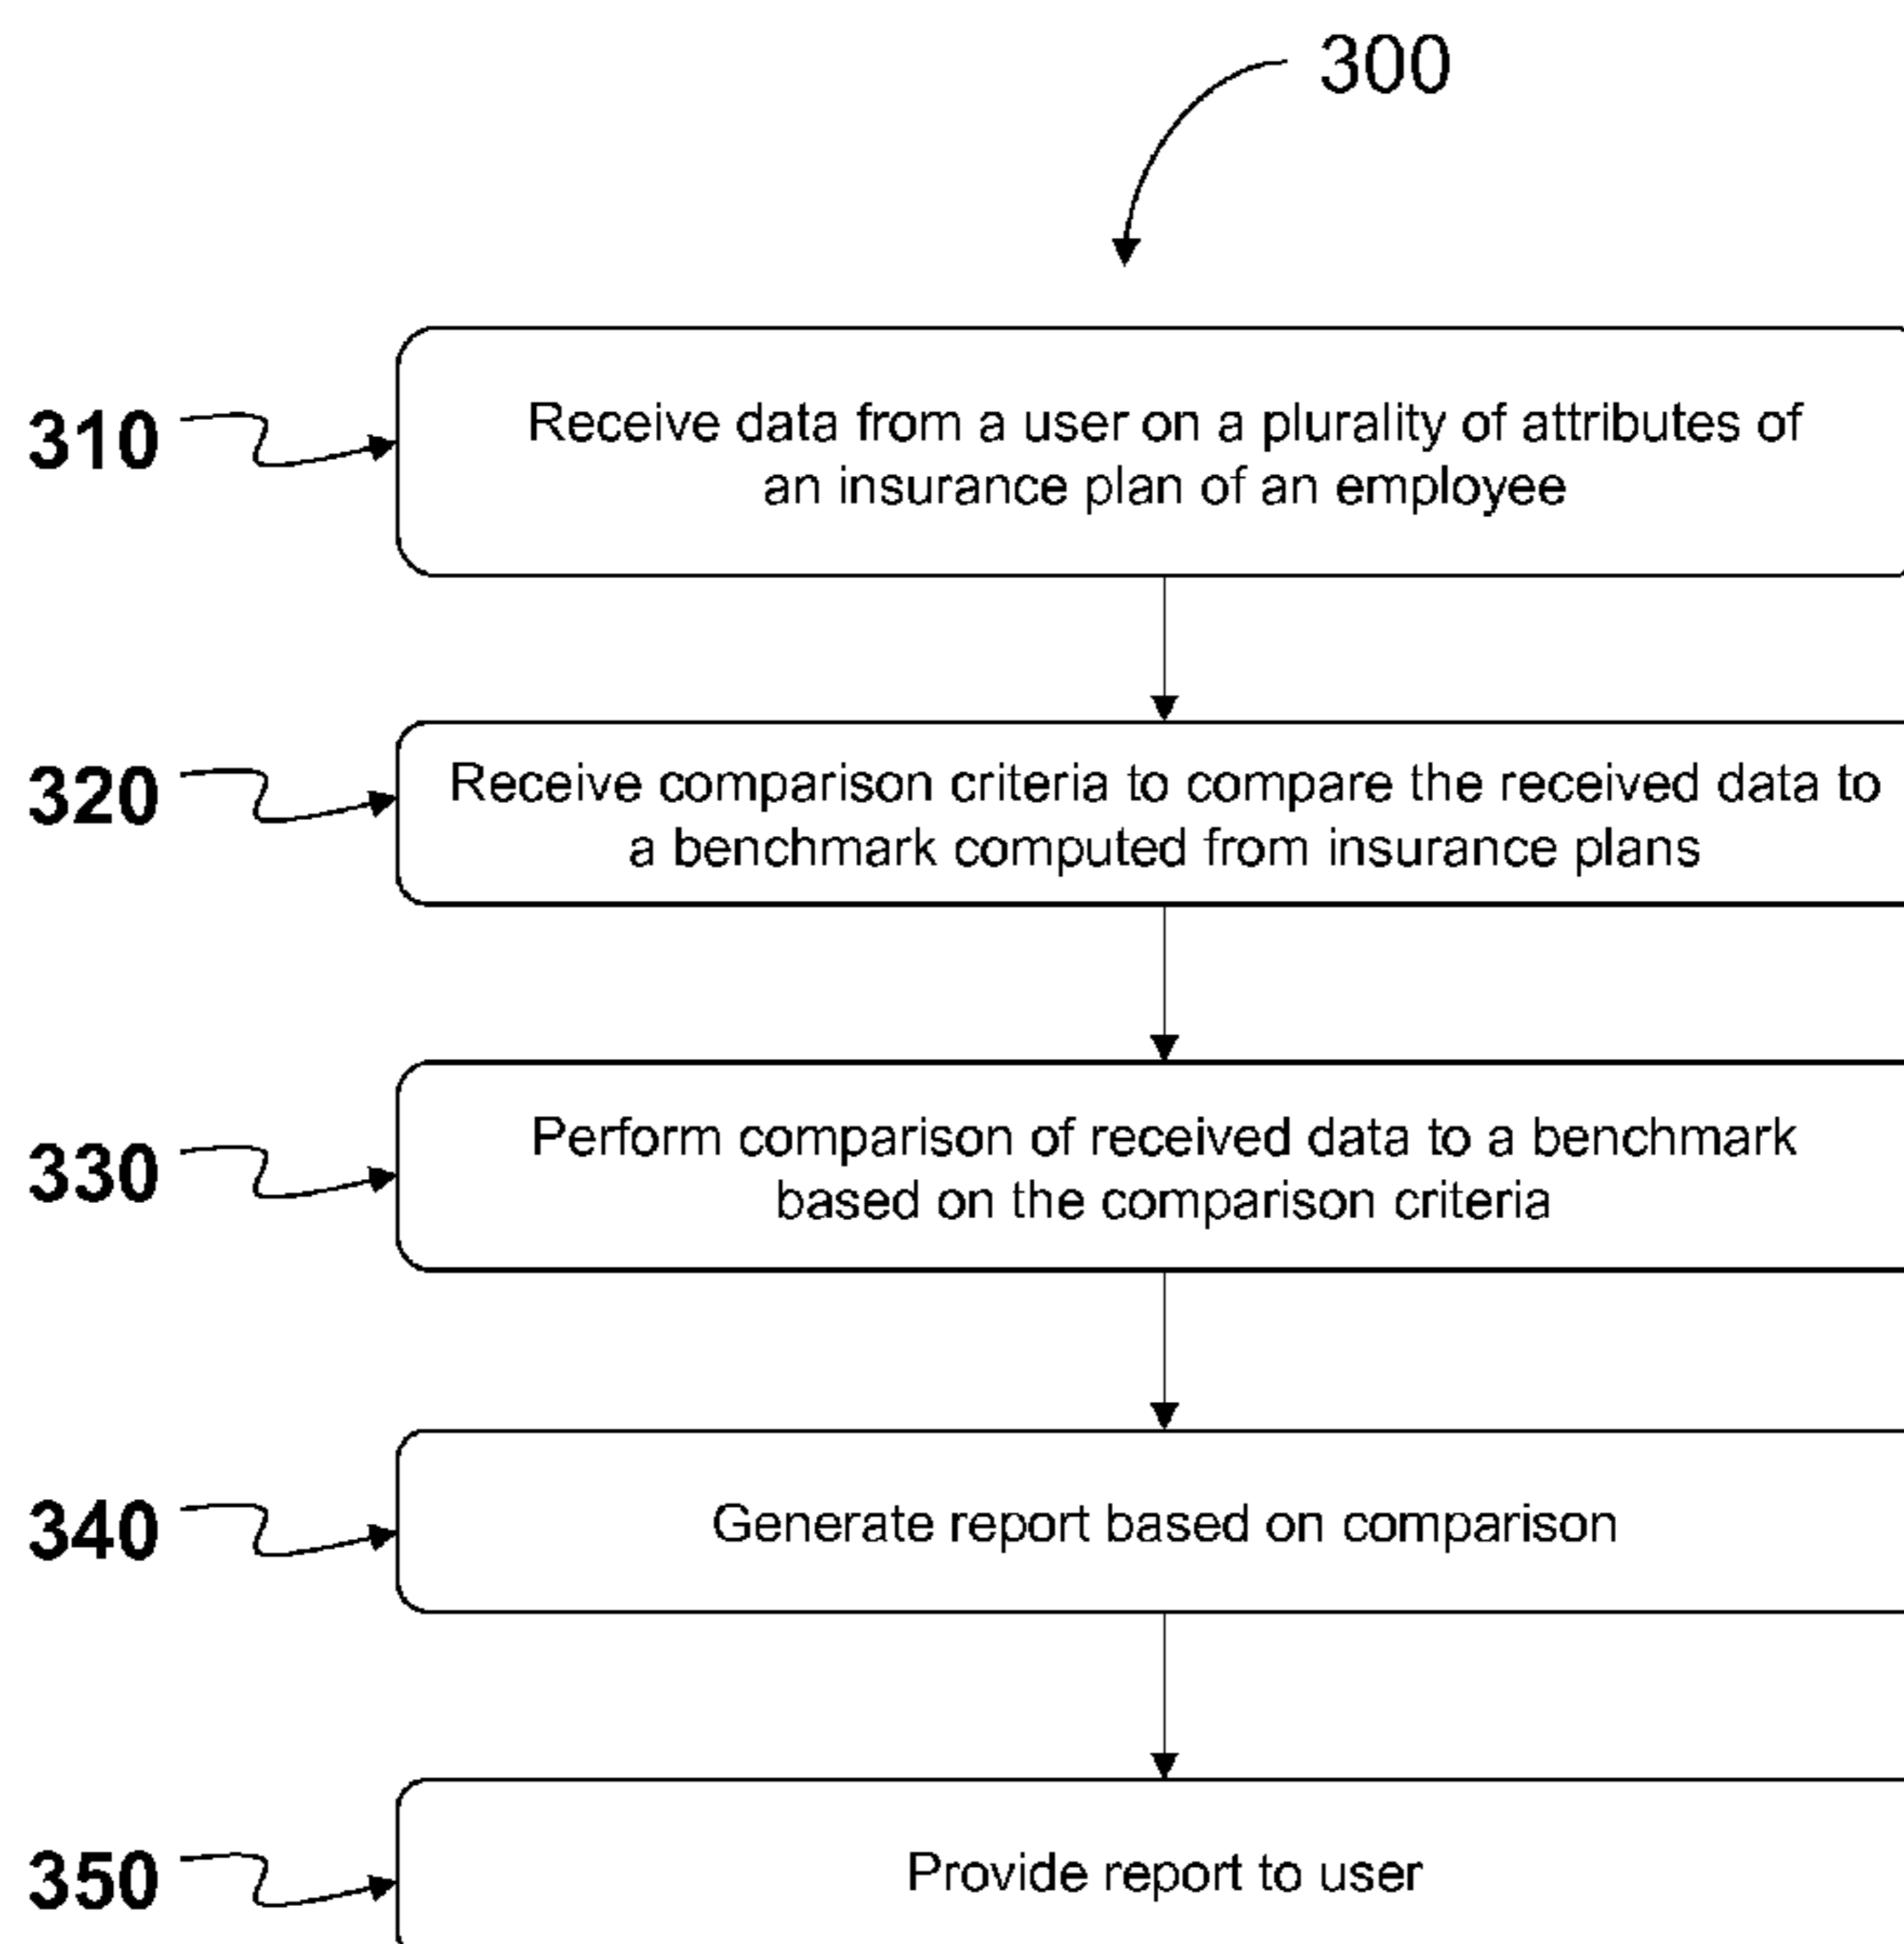 300
310
Receive data from a user on a plurality of attributes of
an insurance plan of an employee
320
Receive comparison criteria to compare the received data to
a benchmark computed from insurance plans
330
Perform comparison of received data to a benchmark
based on the comparison criteria
340
Generate report based on comparison
350
Provide report to user